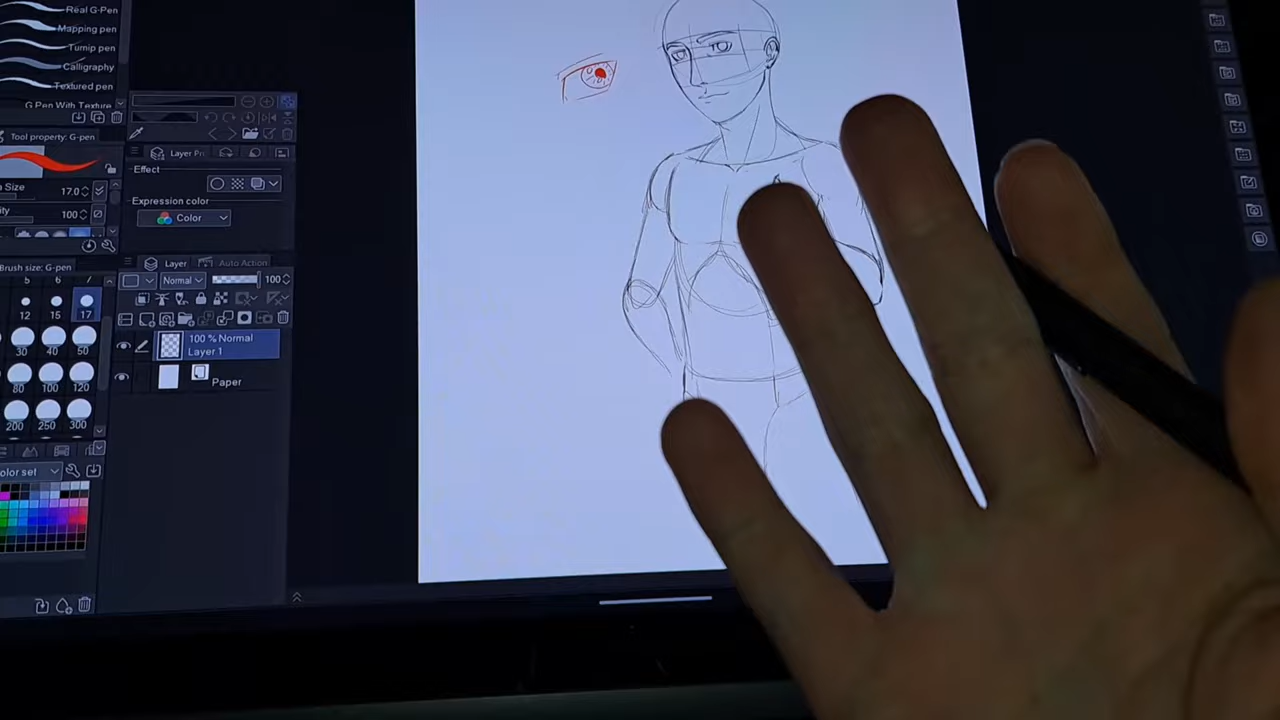 Real G-Pen
Mapping pen
Turnip pen
Calligraphy
Textured pen
G Pen With Texture
Tool property: G-pen
Size 17.0
100
Brush size: G-pen
5 6 7
12 15 17
30 40 50
80 100 120
200 250 300
olor set
Layer Pr
Effect
Expression color
Color
Layer Auto Action
Normal 100
100 % Normal
Layer 1
Paper